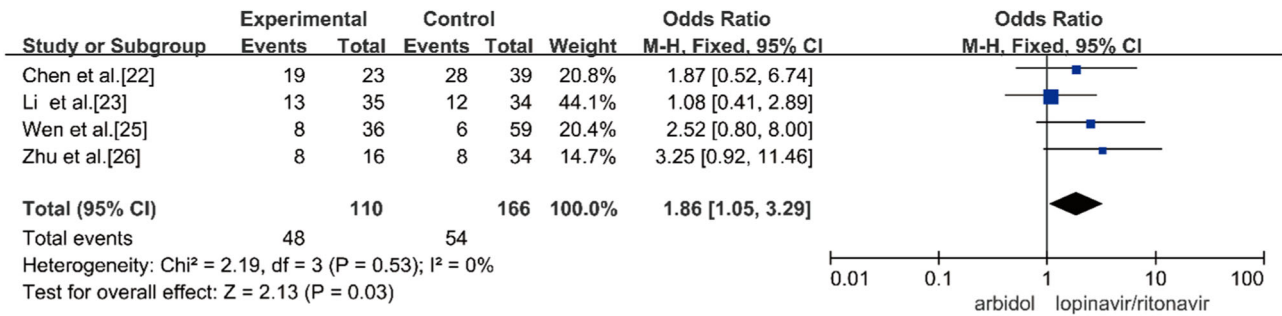 Experimental Control Odds Ratio Odds Ratio
Study or Subgroup Events Total Events Total Weight M-H, Fixed, 95% CI M-H, Fixed, 95% CI
Chen et al.[22] 19 23 28 39 20.8% 1.87 [0.52, 6.74]
Li et al.[23] 13 35 12 34 44.1% 1.08 [0.41, 2.89]
Wen et al.[25] 8 36 6 59 20.4% 2.52 [0.80, 8.00]
Zhu et al.[26] 8 16 8 34 14.7% 3.25 [0.92, 11.46]
Total (95% CI) 110 166 100.0% 1.86 [1.05, 3.29]
Total events 48 54
Heterogeneity: Chi² = 2.19, df = 3 (P = 0.53); I² = 0%
Test for overall effect: Z = 2.13 (P = 0.03)
0.01 0.1 1 10 100
arbidol lopinavir/ritonavir